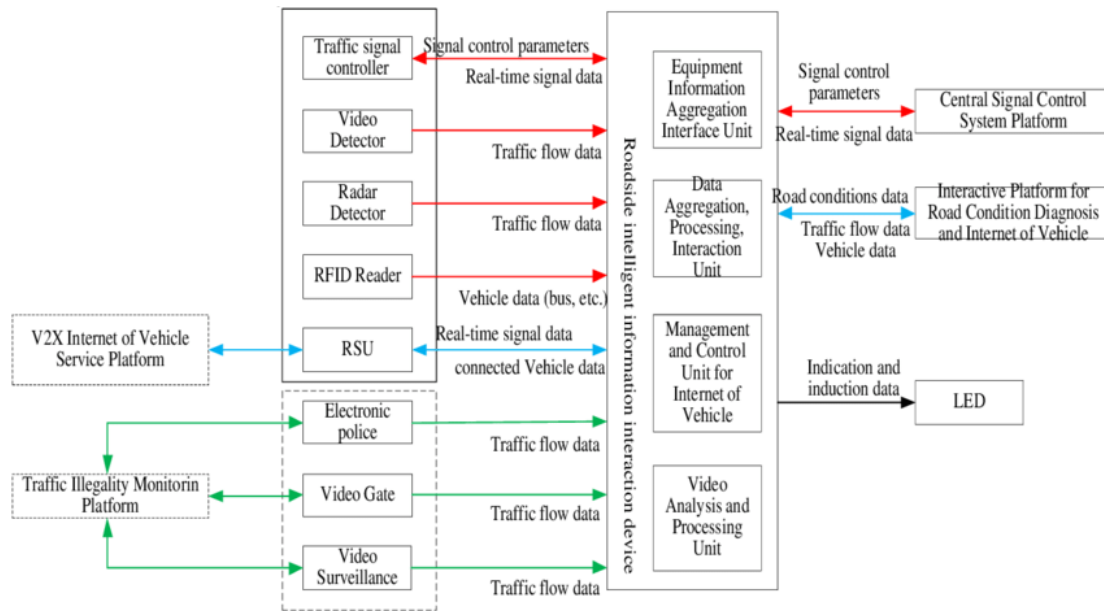 Traffic signal
controller
Signal control parameters
Real-time signal data
Video
Detector
Traffic flow data
Radar
Detector
Traffic flow data
RFID Reader
Vehicle data (bus, etc.)
V2X Internet of Vehicle
Service Platform
RSU
Real-time signal data
connected Vehicle data
Electronic
police
Traffic flow data
Traffic Illegality Monitorin
Platform
Video Gate
Traffic flow data
Video
Surveillance
Traffic flow data
Roadside intelligent information interaction device
Equipment
Information
Aggregation
Interface Unit
Data
Aggregation,
Processing,
Interaction
Unit
Management
and Control
Unit for
Internet of
Vehicle
Video
Analysis and
Processing
Unit
Signal control
parameters
Real-time signal data
Central Signal Control
System Platform
Road conditions data
Traffic flow data
Vehicle data
Interactive Platform for
Road Condition Diagnosis
and Internet of Vehicle
Indication and
induction data
LED